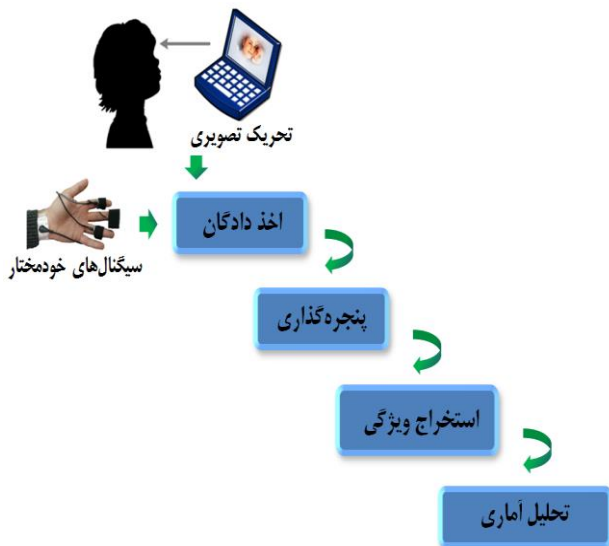 تحریک تصویری
اخذ دادگان
سیگنال‌های خودمختار
پنجره‌گذاری
استخراج ویژگی
تحلیل آماری